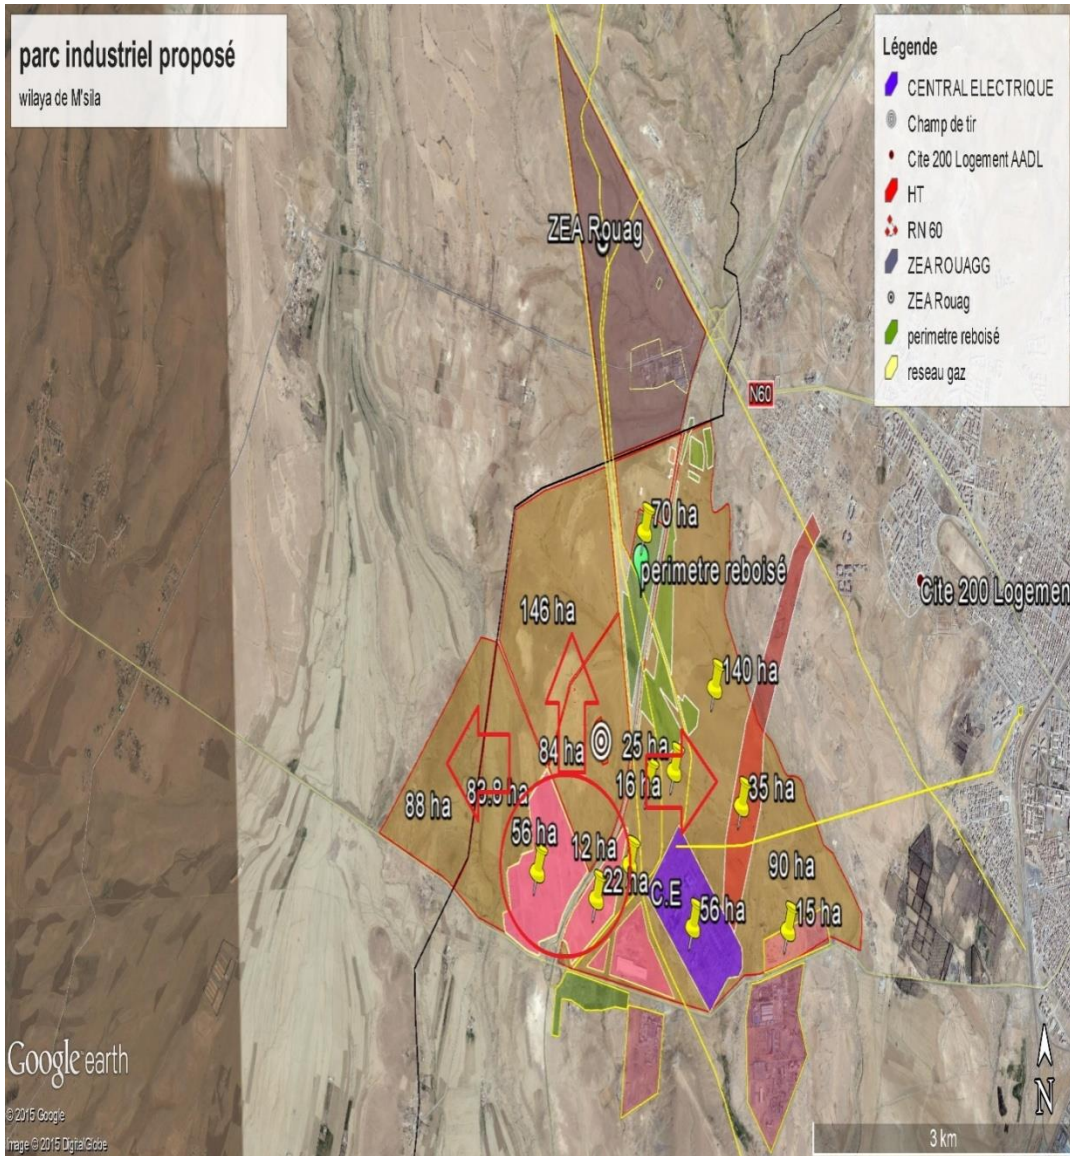 parc industriel proposé
wilaya de M'sila
Légende
CENTRAL ELECTRIQUE
Champ de tir
Cite 200 Logement AADL
HT
RN 60
ZEA ROUAGG
ZEA Rouag
perimetre reboisé
reseau gaz
ZEA Rouag
N60
70 ha
perimetre reboisé
Cite 200 Logemen
146 ha
140 ha
84 ha
25 ha
16 ha
83.8 ha
88 ha
35 ha
56 ha
12 ha
22 ha
C.E
56 ha
90 ha
15 ha
Google earth
© 2015 Google
Image © 2015 DigitalGlobe
N
3 km